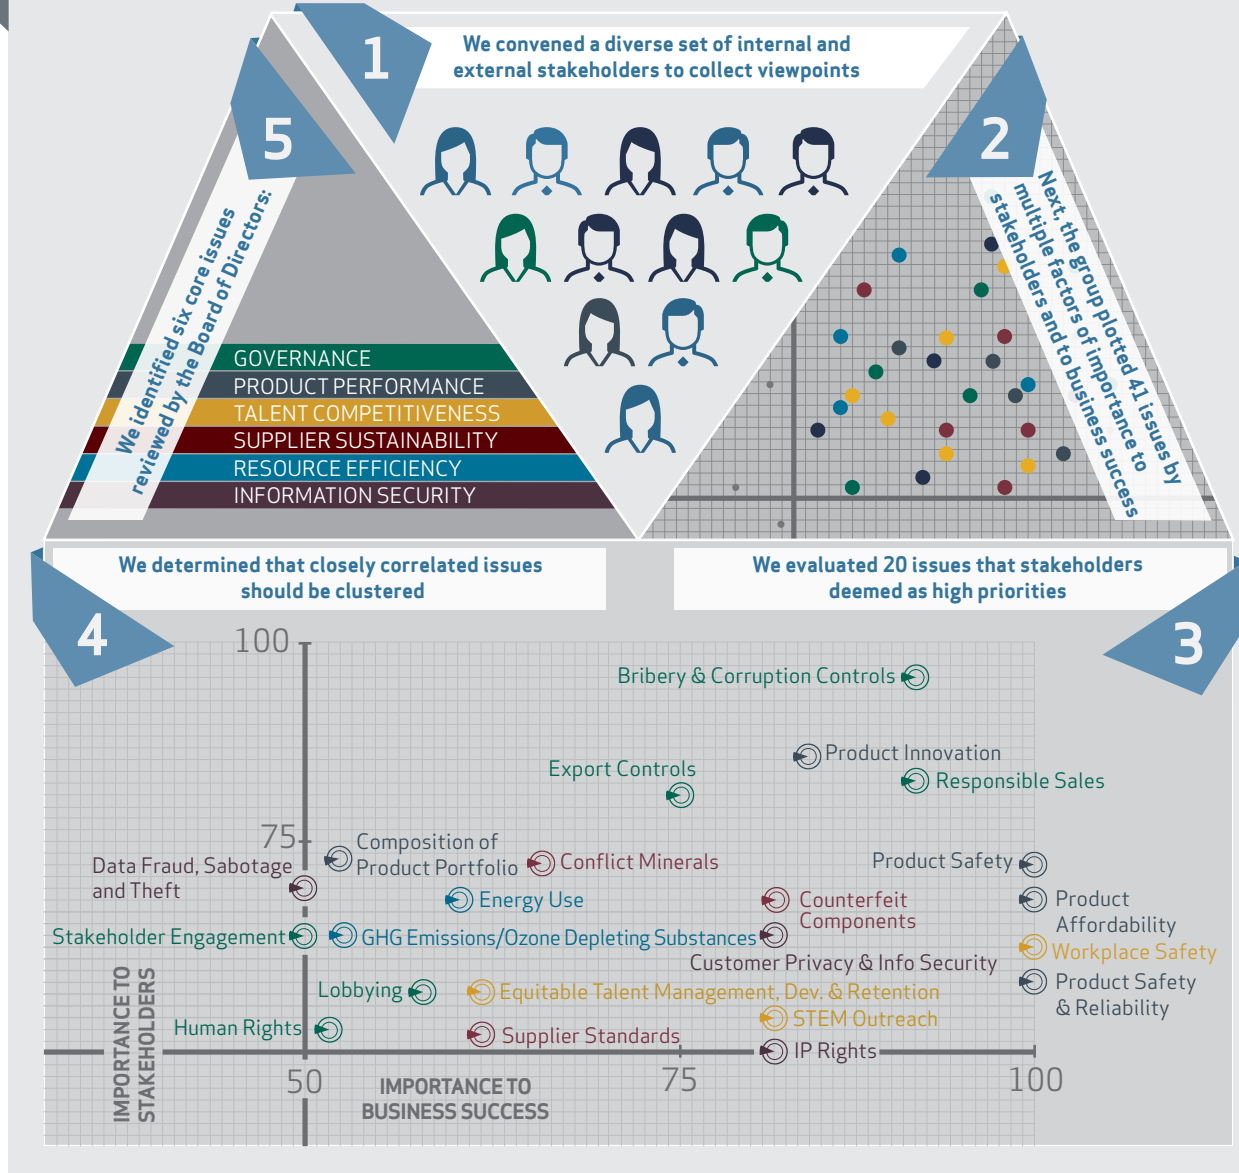 1
We convened a diverse set of internal and
external stakeholders to collect viewpoints
2
Next, the group plotted 41 issues by
multiple factors of importance to
stakeholders and to business success
5
We identified six core issues
reviewed by the Board of Directors:
GOVERNANCE
PRODUCT PERFORMANCE
TALENT COMPETITIVENESS
SUPPLIER SUSTAINABILITY
RESOURCE EFFICIENCY
INFORMATION SECURITY
4
We determined that closely correlated issues
should be clustered
3
We evaluated 20 issues that stakeholders
deemed as high priorities
100
Bribery & Corruption Controls
Product Innovation
Export Controls
Responsible Sales
75
Composition of
Product Portfolio
Conflict Minerals
Product Safety
Data Fraud, Sabotage
and Theft
Energy Use
Counterfeit
Components
Product
Affordability
Stakeholder Engagement
GHG Emissions/Ozone Depleting Substances
Workplace Safety
Customer Privacy & Info Security
Product Safety
& Reliability
Lobbying
Equitable Talent Management, Dev. & Retention
STEM Outreach
Human Rights
Supplier Standards
IP Rights
IMPORTANCE TO
STAKEHOLDERS
50
75
100
IMPORTANCE TO
BUSINESS SUCCESS